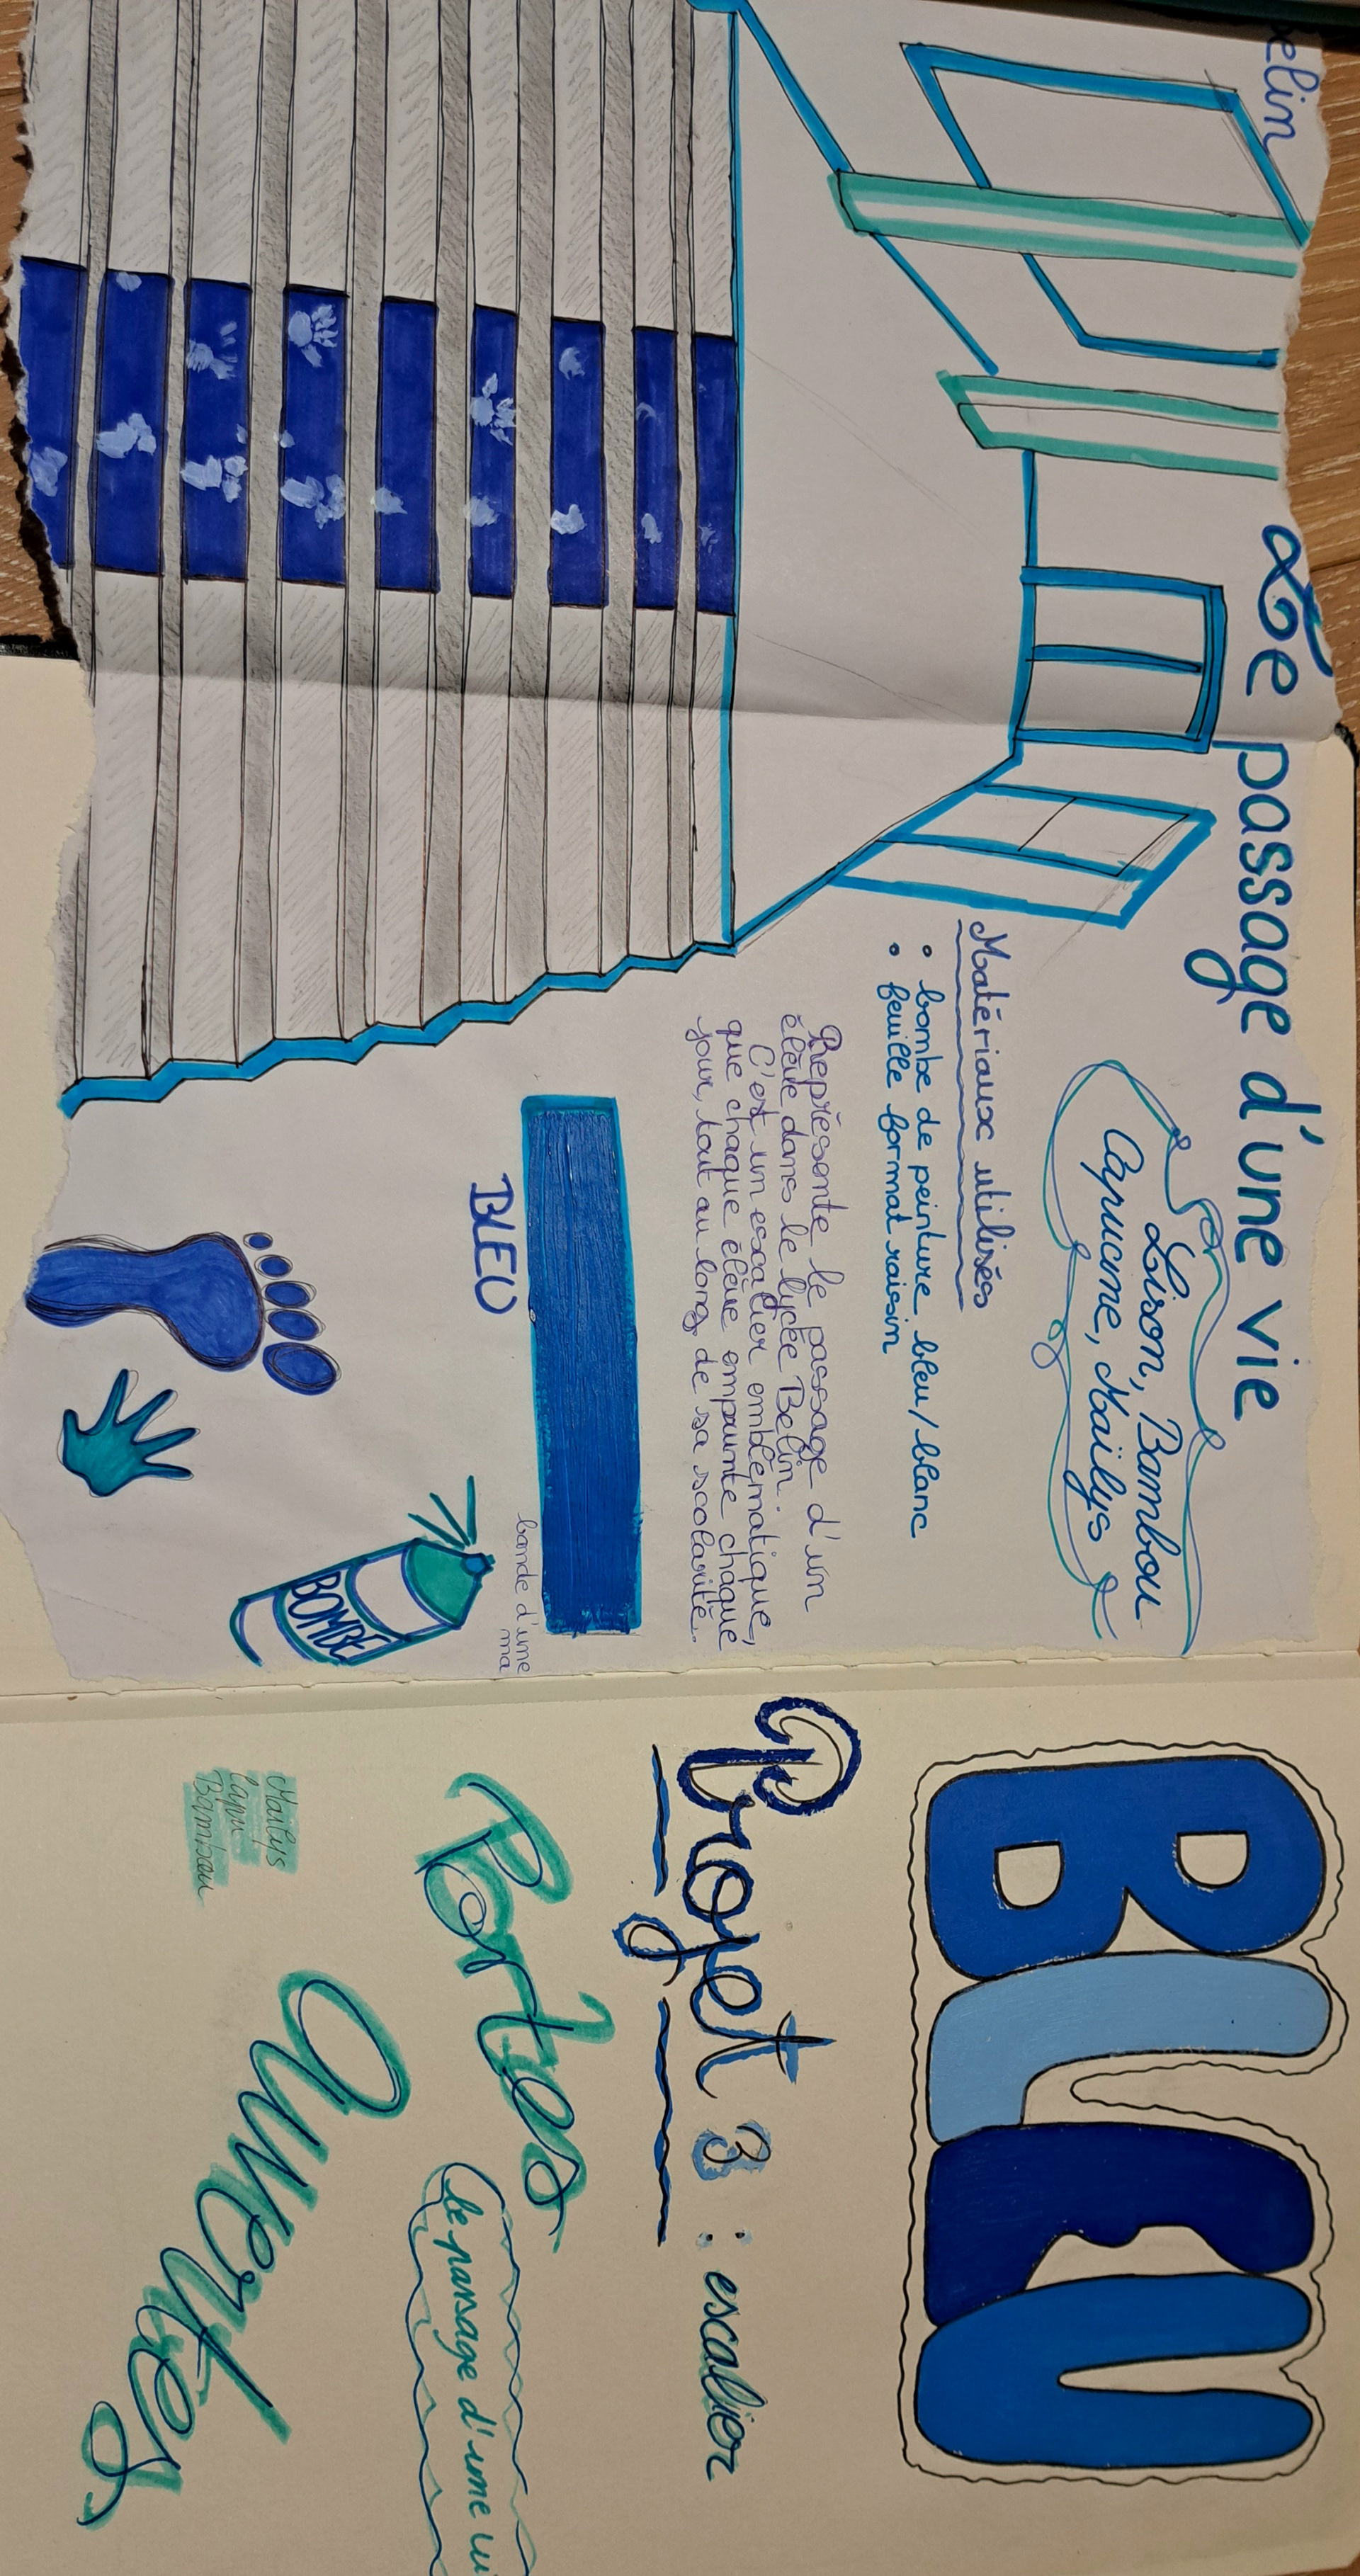 elin
Le passage d'une vie
Lison, Bambou
Capucine, Maïlys
Matériaux utilisés
• bombe de peinture bleu/blanc
• feuille format raisin
Représente le passage d'un
élève dans le lycée Belin.
C'est un escalier emblématique,
que chaque élève emprunte chaque
jour, tout au long de sa scolarité.
BLEU
bande d'une
ma
BOMBE
BLEU
Projet 3 : escalier
Portes
(le passage d'une vi
ouvertes
Maïlys
Capu
Bambou